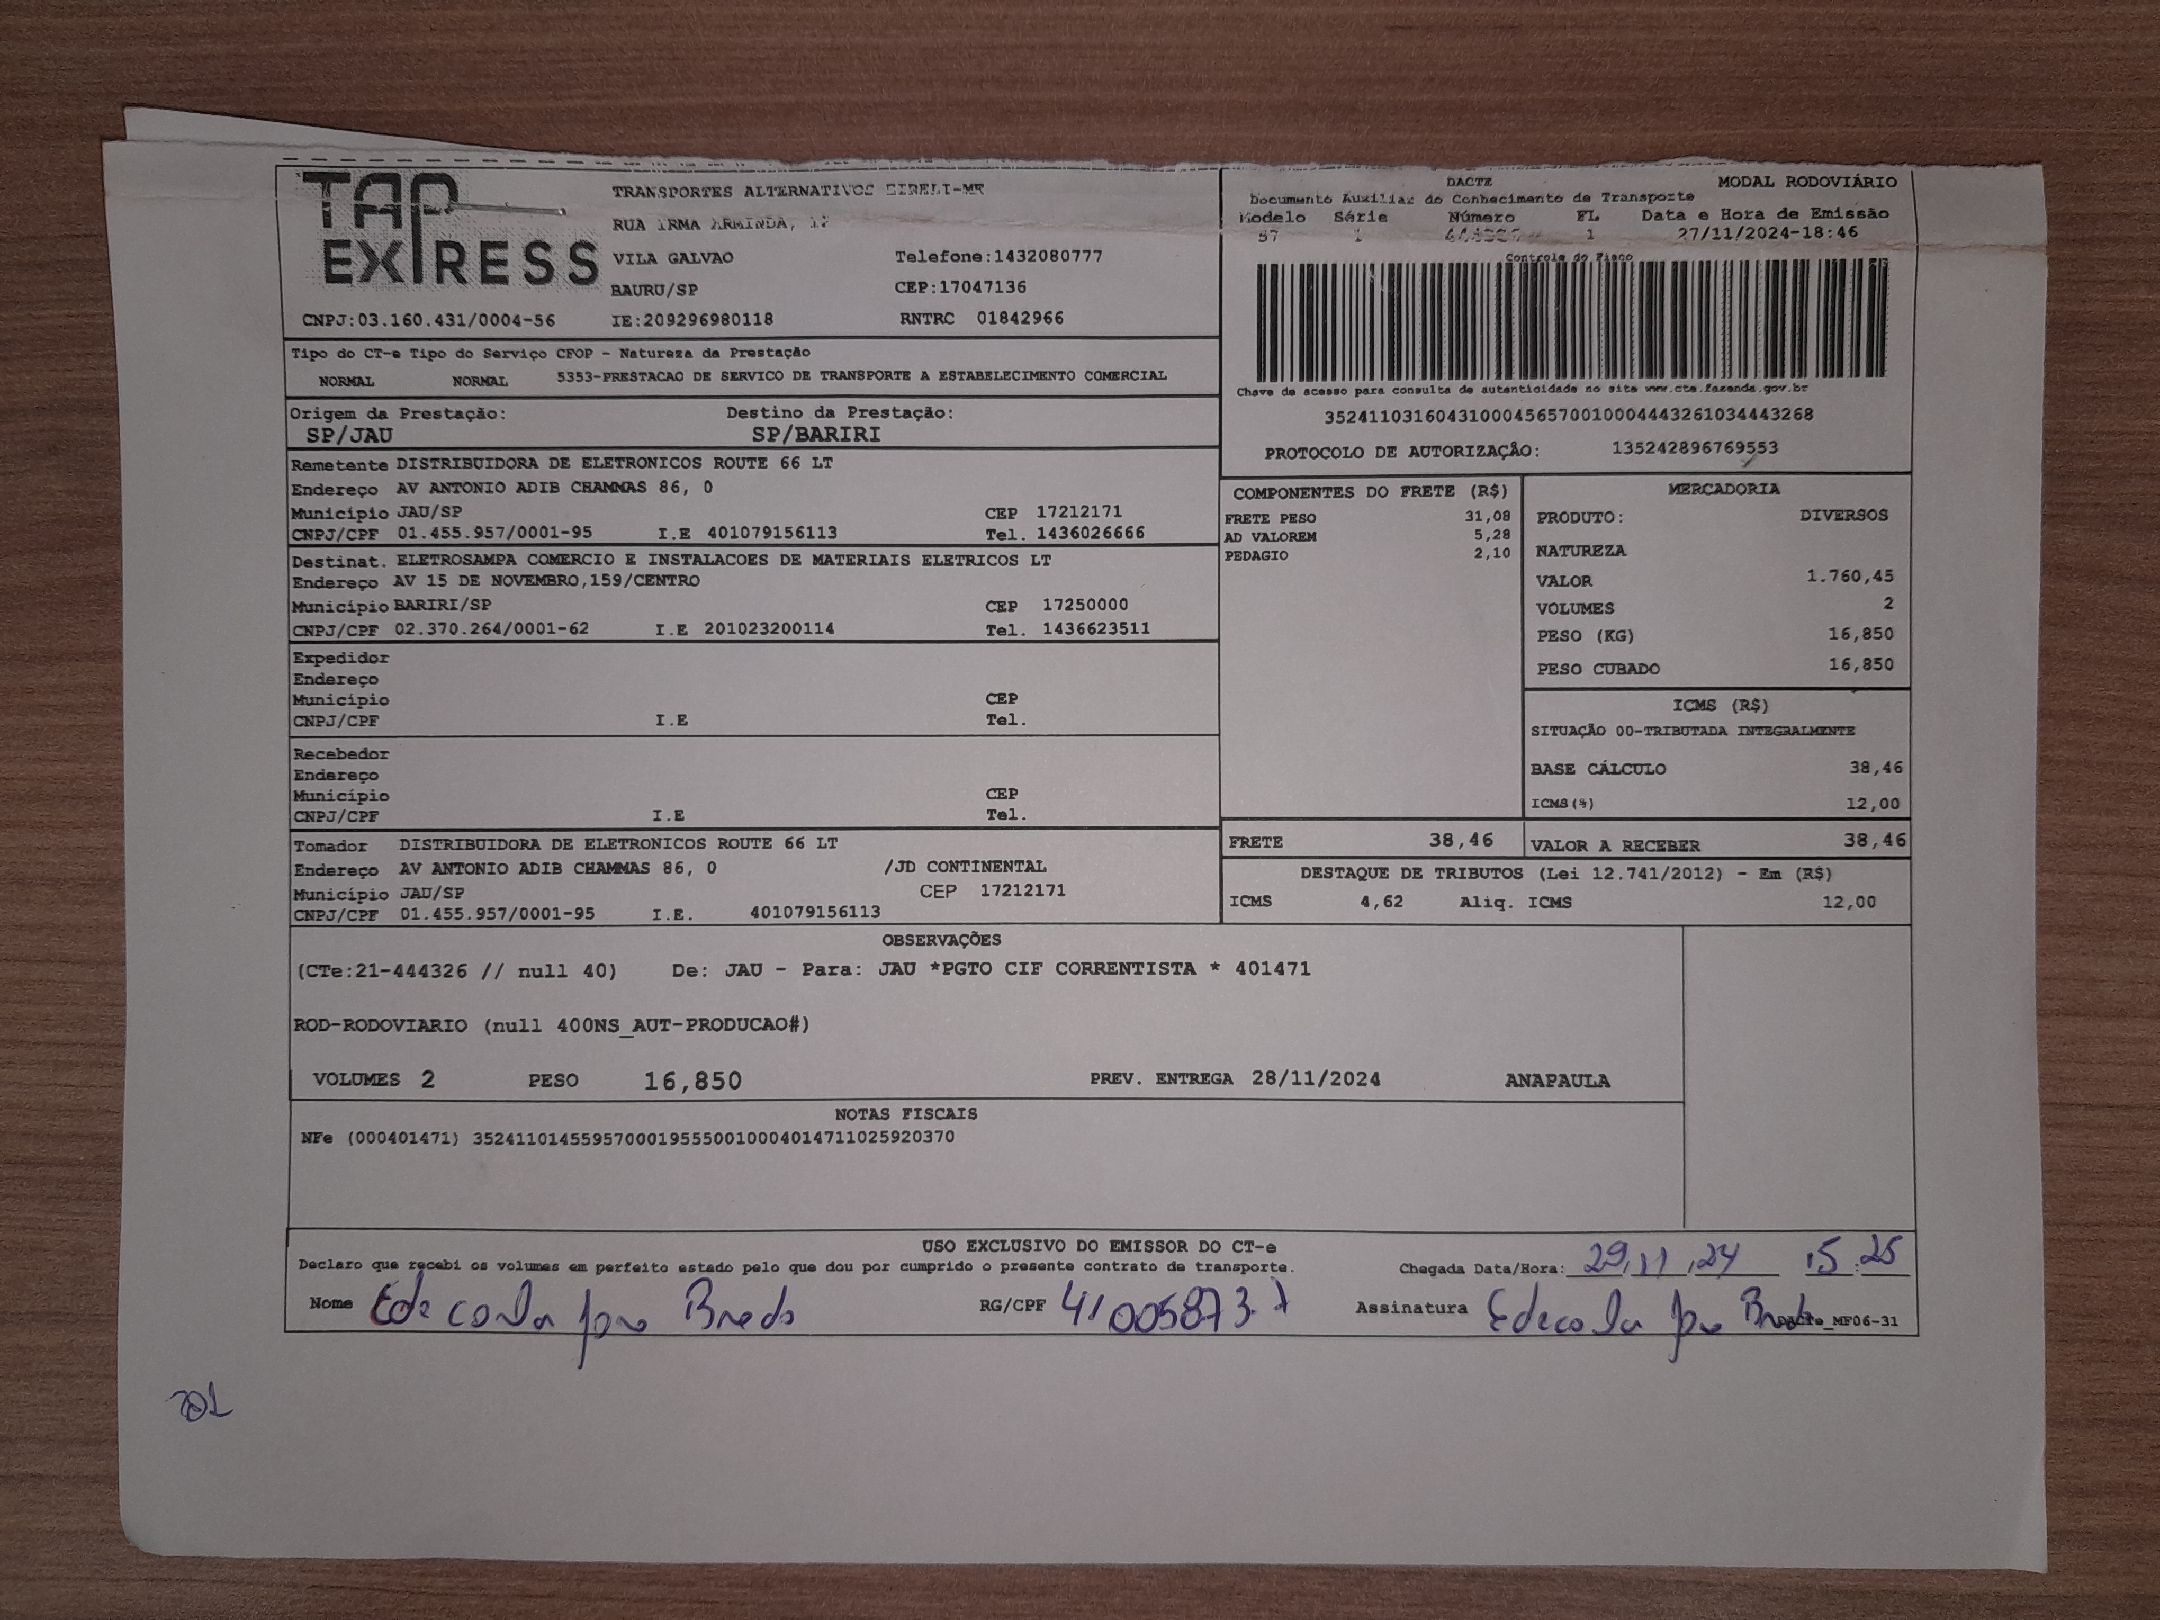 TAP EXPRESS
TRANSPORTES ALTERNATIVOS EIRELI-ME
RUA IRMA ARMINDA,
VILA GALVAO Telefone:1432080777
BAURU/SP CEP:17047136
CNPJ:03.160.431/0004-56 IE:209296980118 RNTRC 01842966
DACTE MODAL RODOVIÁRIO
Documento Auxiliar do Conhecimento de Transporte
Modelo Série Número FL Data e Hora de Emissão
57 1 1 27/11/2024-18:46
Controle do Fisco
Chave de acesso para consulta de autenticidade no site www.cte.fazenda.gov.br
35241103160431000456570010004443261034443268
PROTOCOLO DE AUTORIZAÇÃO: 135242896769553
Tipo do CT-e Tipo do Serviço CFOP - Natureza da Prestação
NORMAL NORMAL 5353-PRESTACAO DE SERVICO DE TRANSPORTE A ESTABELECIMENTO COMERCIAL
Origem da Prestação: Destino da Prestação:
SP/JAU SP/BARIRI
Remetente DISTRIBUIDORA DE ELETRONICOS ROUTE 66 LT
Endereço AV ANTONIO ADIB CHAMMAS 86, 0
Município JAU/SP CEP 17212171
CNPJ/CPF 01.455.957/0001-95 I.E 401079156113 Tel. 1436026666
Destinat. ELETROSAMPA COMERCIO E INSTALACOES DE MATERIAIS ELETRICOS LT
Endereço AV 15 DE NOVEMBRO,159/CENTRO
Município BARIRI/SP CEP 17250000
CNPJ/CPF 02.370.264/0001-62 I.E 201023200114 Tel. 1436623511
Expedidor
Endereço
Município CEP
CNPJ/CPF I.E Tel.
Recebedor
Endereço
Município CEP
CNPJ/CPF I.E Tel.
Tomador DISTRIBUIDORA DE ELETRONICOS ROUTE 66 LT
Endereço AV ANTONIO ADIB CHAMMAS 86, 0 /JD CONTINENTAL
Município JAU/SP CEP 17212171
CNPJ/CPF 01.455.957/0001-95 I.E. 401079156113
COMPONENTES DO FRETE (R$)
FRETE PESO 31,08
AD VALOREM 5,28
PEDAGIO 2,10
MERCADORIA
PRODUTO: DIVERSOS
NATUREZA
VALOR 1.760,45
VOLUMES 2
PESO (KG) 16,850
PESO CUBADO 16,850
ICMS (R$)
SITUAÇÃO 00-TRIBUTADA INTEGRALMENTE
BASE CÁLCULO 38,46
ICMS(%) 12,00
FRETE 38,46 VALOR A RECEBER 38,46
DESTAQUE DE TRIBUTOS (Lei 12.741/2012) - Em (R$)
ICMS 4,62 Aliq. ICMS 12,00
OBSERVAÇÕES
(CTe:21-444326 // null 40) De: JAU - Para: JAU *PGTO CIF CORRENTISTA * 401471
ROD-RODOVIARIO (null 400NS_AUT-PRODUCAO#)
VOLUMES 2 PESO 16,850 PREV. ENTREGA 28/11/2024 ANAPAULA
NOTAS FISCAIS
NFe (000401471) 35241101455957000195550010004014711025920370
USO EXCLUSIVO DO EMISSOR DO CT-e
Declaro que recebi os volumes em perfeito estado pelo que dou por cumprido o presente contrato de transporte. Chegada Data/Hora: 29,11,24 15:25
Nome RG/CPF 41005873-7 Assinatura
DACTe_MF06-31